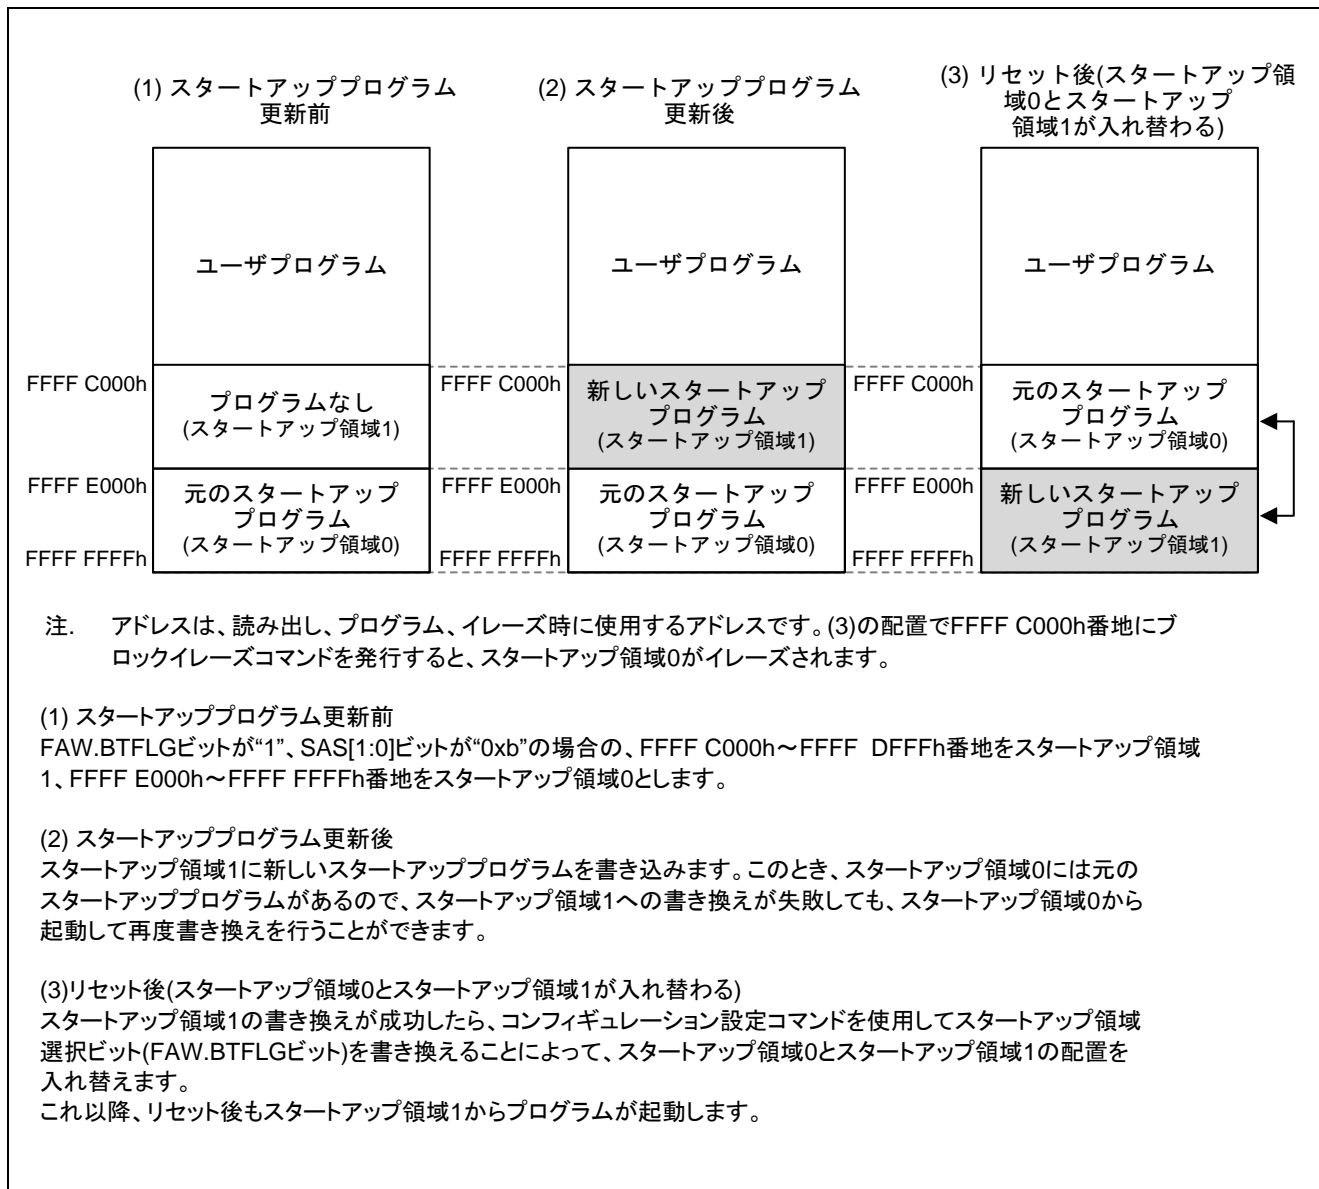 (1) スタートアッププログラム
更新前
(2) スタートアッププログラム
更新後
(3) リセット後(スタートアップ領
域0とスタートアップ
領域1が入れ替わる)
ユーザプログラム
ユーザプログラム
ユーザプログラム
FFFF C000h
プログラムなし
(スタートアップ領域1)
FFFF C000h
新しいスタートアップ
プログラム
(スタートアップ領域1)
FFFF C000h
元のスタートアップ
プログラム
(スタートアップ領域0)
FFFF E000h
元のスタートアップ
プログラム
(スタートアップ領域0)
FFFF FFFFh
FFFF E000h
元のスタートアップ
プログラム
(スタートアップ領域0)
FFFF FFFFh
FFFF E000h
新しいスタートアップ
プログラム
(スタートアップ領域1)
FFFF FFFFh
注. アドレスは、読み出し、プログラム、イレーズ時に使用するアドレスです。(3)の配置でFFFF C000h番地にブ
ロックイレーズコマンドを発行すると、スタートアップ領域0がイレーズされます。
(1) スタートアッププログラム更新前
FAW.BTFLGビットが“1”、SAS[1:0]ビットが“0xb”の場合の、FFFF C000h～FFFF DFFFh番地をスタートアップ領域
1、FFFF E000h～FFFF FFFFh番地をスタートアップ領域0とします。
(2) スタートアッププログラム更新後
スタートアップ領域1に新しいスタートアッププログラムを書き込みます。このとき、スタートアップ領域0には元の
スタートアッププログラムがあるので、スタートアップ領域1への書き換えが失敗しても、スタートアップ領域0から
起動して再度書き換えを行うことができます。
(3)リセット後(スタートアップ領域0とスタートアップ領域1が入れ替わる)
スタートアップ領域1の書き換えが成功したら、コンフィギュレーション設定コマンドを使用してスタートアップ領域
選択ビット(FAW.BTFLGビット)を書き換えることによって、スタートアップ領域0とスタートアップ領域1の配置を
入れ替えます。
これ以降、リセット後もスタートアップ領域1からプログラムが起動します。